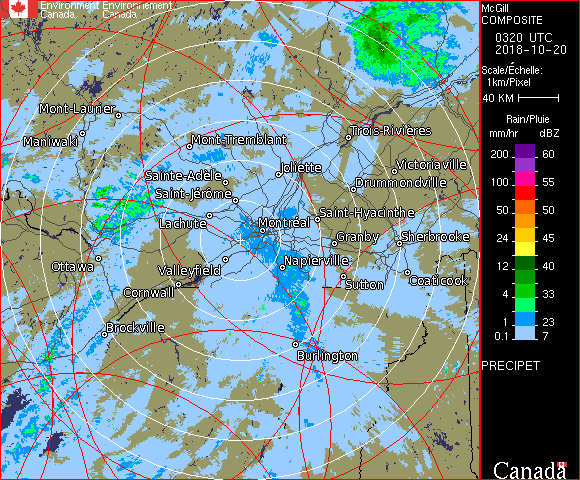 Environment Environnement
Canada Canada
McGill
COMPOSITE
0320 UTC
2018-10-20
Scale/Échelle:
1km/Pixel
40 KM
Rain/Pluie
mm/hr dBZ
200 60
100 55
50 50
24 45
12 40
4 33
1 23
0.1 7
PRECIPET
Canada
Mont-Laurier
Maniwaki
Mont-Tremblant
Trois-Rivières
Joliette
Victoriaville
Sainte-Adèle
Drummondville
Saint-Jérôme
Saint-Hyacinthe
Lachute
Montréal
Granby
Sherbrooke
Ottawa
Valleyfield
Napierville
Sutton
Coaticook
Cornwall
Brockville
Burlington